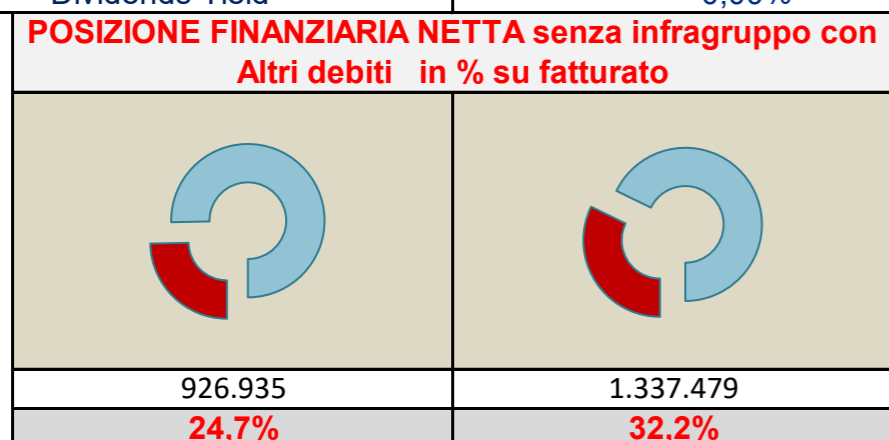 POSIZIONE FINANZIARIA NETTA senza infragruppo con
Altri debiti in % su fatturato
926.935 1.337.479
24,7% 32,2%